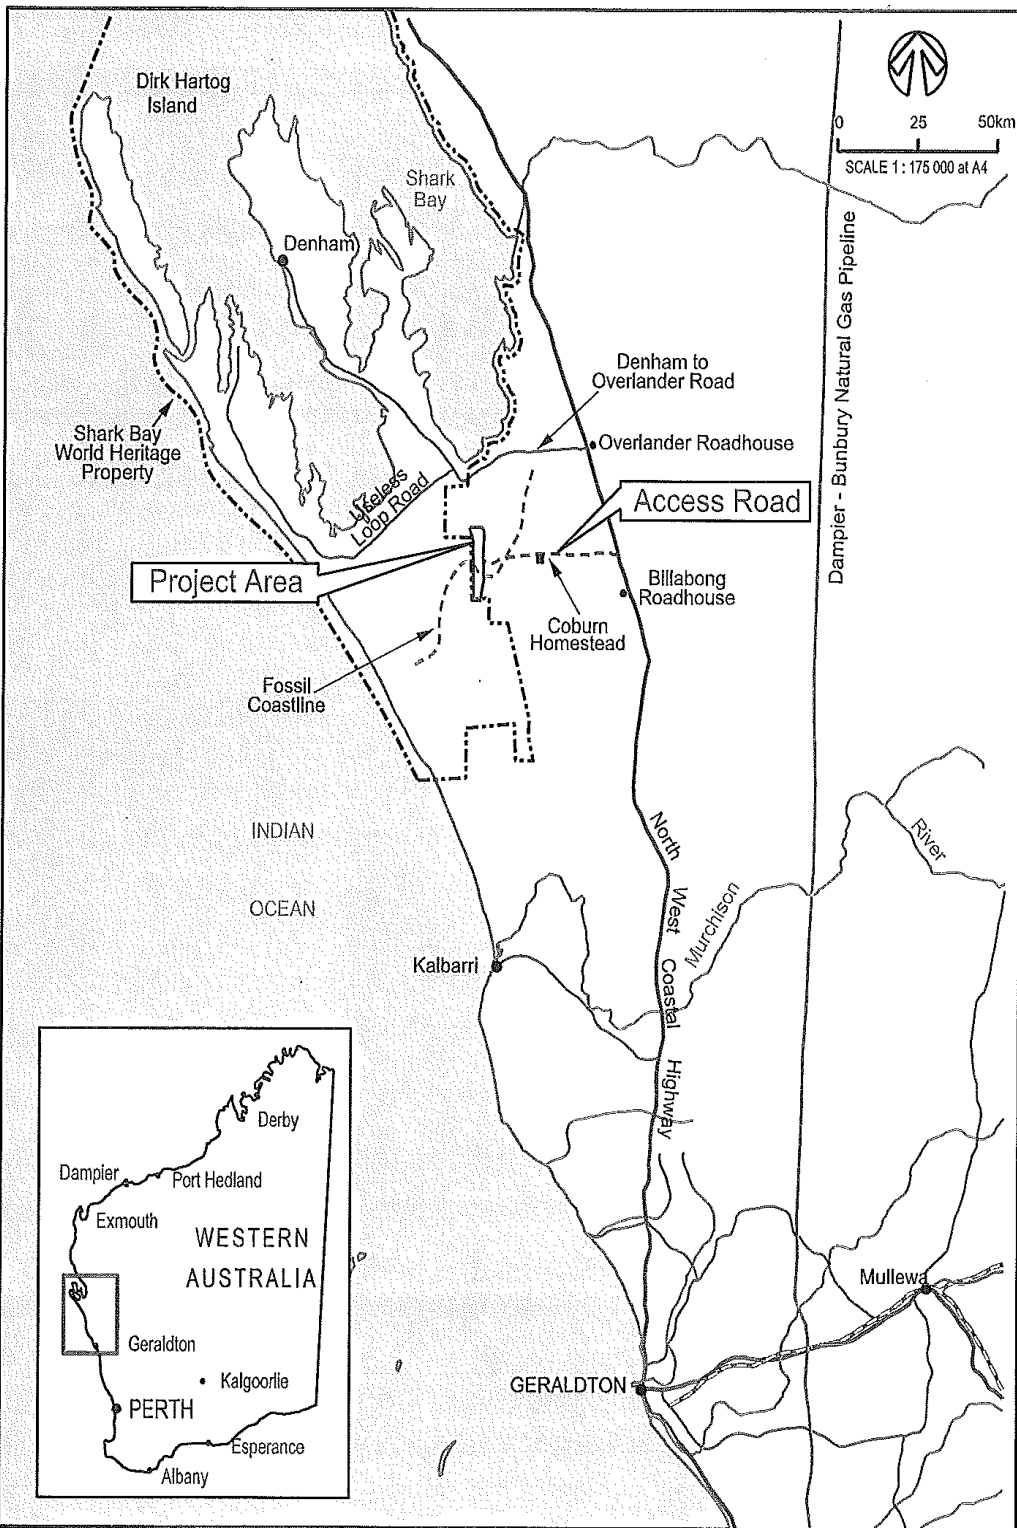 Dirk Hartog
Island
0 25 50km
SCALE 1 : 175 000 at A4
Shark
Bay
Denham
Dampier - Bunbury Natural Gas Pipeline
Denham to
Overlander Road
Shark Bay
World Heritage
Property
Overlander Roadhouse
Useless
Loop Road
Access Road
Project Area
Billabong
Roadhouse
Coburn
Homestead
Fossil
Coastline
INDIAN
OCEAN
North West Coastal Highway
Murchison
River
Kalbarri
Derby
Dampier
Port Hedland
Exmouth
WESTERN
AUSTRALIA
Geraldton
Kalgoorlie
PERTH
Esperance
Albany
Mullewa
GERALDTON